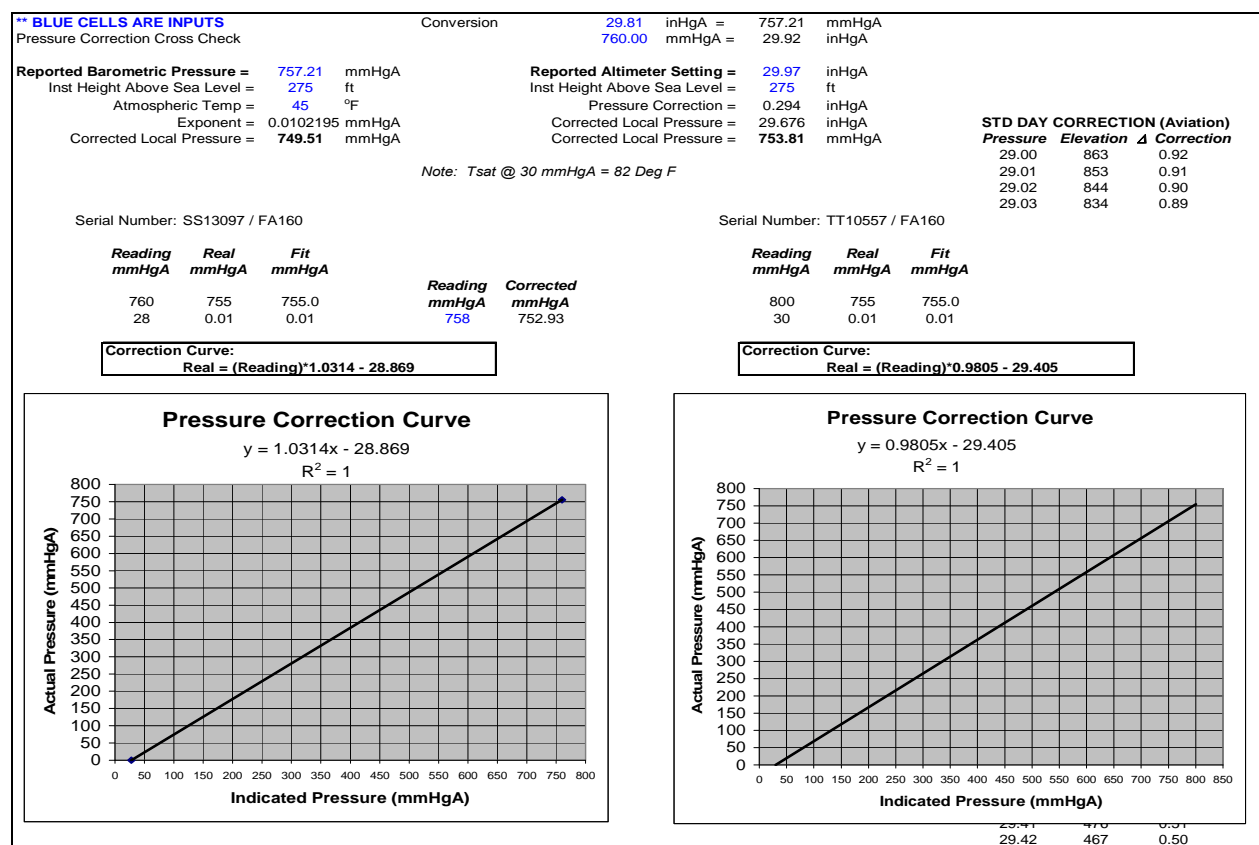 ** BLUE CELLS ARE INPUTS Conversion 29.81 inHgA = 757.21 mmHgA
Pressure Correction Cross Check 760.00 mmHgA = 29.92 inHgA
Reported Barometric Pressure = 757.21 mmHgA Reported Altimeter Setting = 29.97 inHgA
Inst Height Above Sea Level = 275 ft Inst Height Above Sea Level = 275 ft
Atmospheric Temp = 45 °F Pressure Correction = 0.294 inHgA
Exponent = 0.0102195 mmHgA Corrected Local Pressure = 29.676 inHgA STD DAY CORRECTION (Aviation)
Corrected Local Pressure = 749.51 mmHgA Corrected Local Pressure = 753.81 mmHgA Pressure Elevation Δ Correction
29.00 863 0.92
Note: Tsat @ 30 mmHgA = 82 Deg F 29.01 853 0.91
29.02 844 0.90
29.03 834 0.89
Serial Number: SS13097 / FA160 Serial Number: TT10557 / FA160
Reading Real Fit Reading Real Fit
mmHgA mmHgA mmHgA mmHgA mmHgA mmHgA
Reading Corrected
760 755 755.0 mmHgA mmHgA 800 755 755.0
28 0.01 0.01 758 752.93 30 0.01 0.01
Correction Curve: Correction Curve:
Real = (Reading)*1.0314 - 28.869 Real = (Reading)*0.9805 - 29.405
Pressure Correction Curve
y = 1.0314x - 28.869
R² = 1
800
750
700
650
600
550
500
450
400
350
300
250
200
150
100
50
0
0 50 100 150 200 250 300 350 400 450 500 550 600 650 700 750 800
Actual Pressure (mmHgA)
Indicated Pressure (mmHgA)
Pressure Correction Curve
y = 0.9805x - 29.405
R² = 1
800
750
700
650
600
550
500
450
400
350
300
250
200
150
100
50
0
0 50 100 150 200 250 300 350 400 450 500 550 600 650 700 750 800 850
Actual Pressure (mmHgA)
Indicated Pressure (mmHgA)
29.42 467 0.50